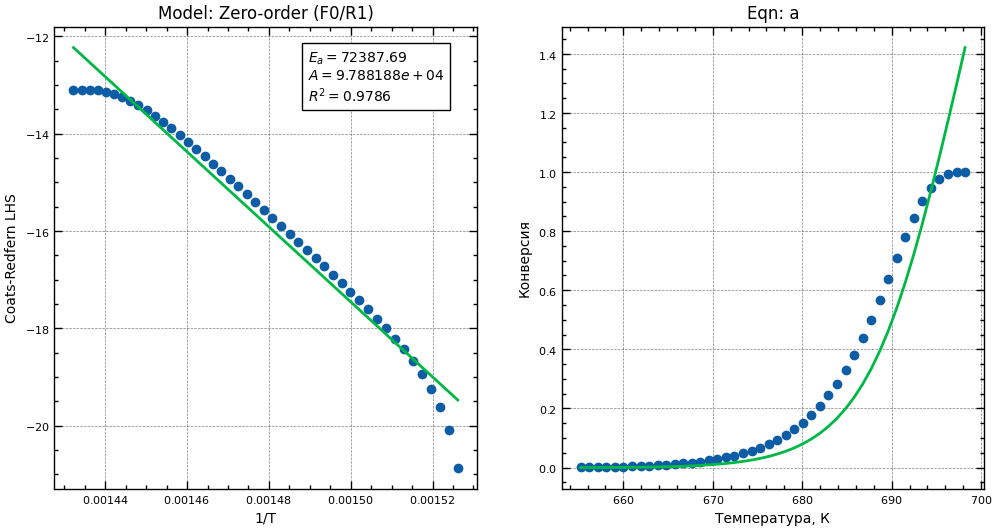 Model: Zero-order (F0/R1)
Eₐ = 72387.69
A = 9.788188e + 04
R² = 0.9786
−12
−14
−16
−18
−20
Coats-Redfern LHS
0.00144
0.00146
0.00148
0.00150
0.00152
1/T
Eqn: a
1.4
1.2
1.0
0.8
0.6
0.4
0.2
0.0
Конверсия
660
670
680
690
700
Температура, К